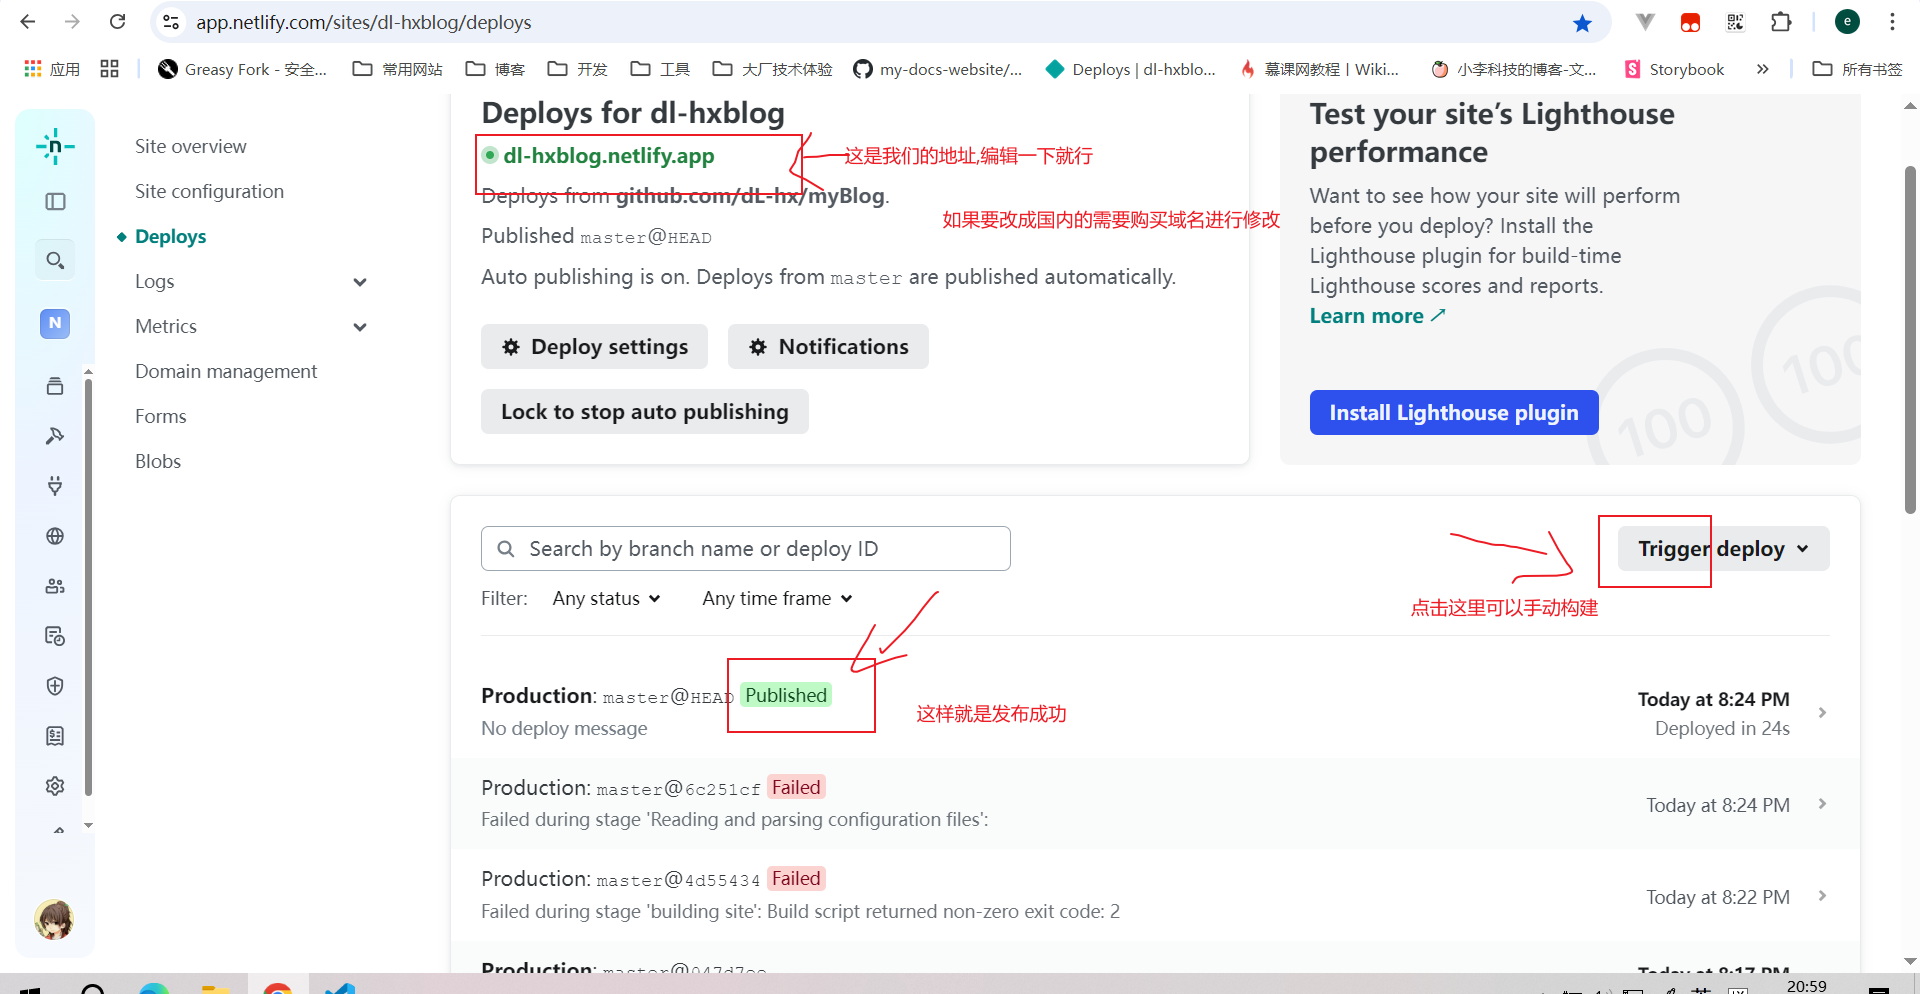 app.netlify.com/sites/dl-hxblog/deploys
e
应用
Greasy Fork - 安全...
常用网站
博客
开发
工具
大厂技术体验
my-docs-website/...
Deploys | dl-hxblo...
慕课网教程丨Wiki...
小李科技的博客-文...
Storybook
所有书签
n
N
Site overview
Site configuration
Deploys
Logs
Metrics
Domain management
Forms
Blobs
Deploys for dl-hxblog
dl-hxblog.netlify.app
这是我们的地址,编辑一下就行
Deploys from github.com/dL-hx/myBlog.
如果要改成国内的需要购买域名进行修改
Published master@HEAD
Auto publishing is on. Deploys from master are published automatically.
Deploy settings
Notifications
Lock to stop auto publishing
Test your site’s Lighthouse
performance
Want to see how your site will perform
before you deploy? Install the
Lighthouse plugin for build-time
Lighthouse scores and reports.
Learn more
Install Lighthouse plugin
100
100
Search by branch name or deploy ID
Trigger deploy
Filter:
Any status
Any time frame
点击这里可以手动构建
Production: master@HEAD Published
No deploy message
这样就是发布成功
Today at 8:24 PM
Deployed in 24s
Production: master@6c251cf Failed
Failed during stage 'Reading and parsing configuration files':
Today at 8:24 PM
Production: master@4d55434 Failed
Failed during stage 'building site': Build script returned non-zero exit code: 2
Today at 8:22 PM
Production:
Today at 8:17 PM
20:59